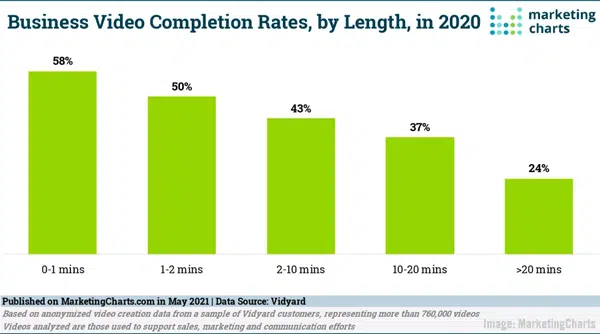 Business Video Completion Rates, by Length, in 2020
marketing
charts
58%
50%
43%
37%
24%
0-1 mins
1-2 mins
2-10 mins
10-20 mins
>20 mins
Published on MarketingCharts.com in May 2021 | Data Source: Vidyard
Based on anonymized video creation data from a sample of Vidyard customers, representing more than 760,000 videos
Videos analyzed are those used to support sales, marketing and communication efforts
Image: MarketingCharts